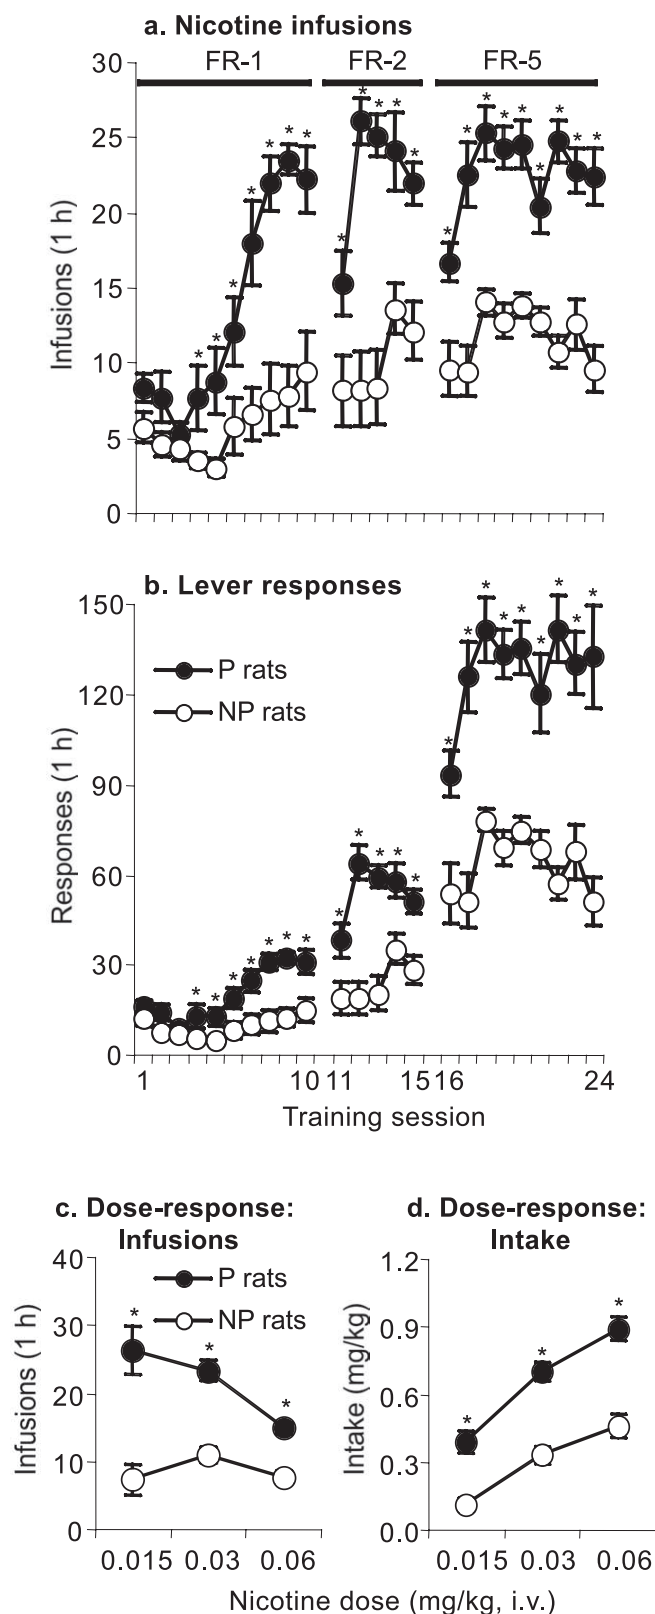 a. Nicotine infusions
FR-1 FR-2 FR-5
30
25
20
15
10
5
0
Infusions (1 h)
* * * * * * * * * * * * * * * * * * * * *
b. Lever responses
150
120
90
60
30
0
Responses (1 h)
P rats
NP rats
* * * * * * * * * * * * * * * * * * * * *
1 10 11 15 16 24
Training session
c. Dose-response:
Infusions
40
30
20
10
0
Infusions (1 h)
P rats
NP rats
* * *
0.015 0.03 0.06
d. Dose-response:
Intake
1.2
0.9
0.6
0.3
0.0
Intake (mg/kg)
* * *
0.015 0.03 0.06
Nicotine dose (mg/kg, i.v.)